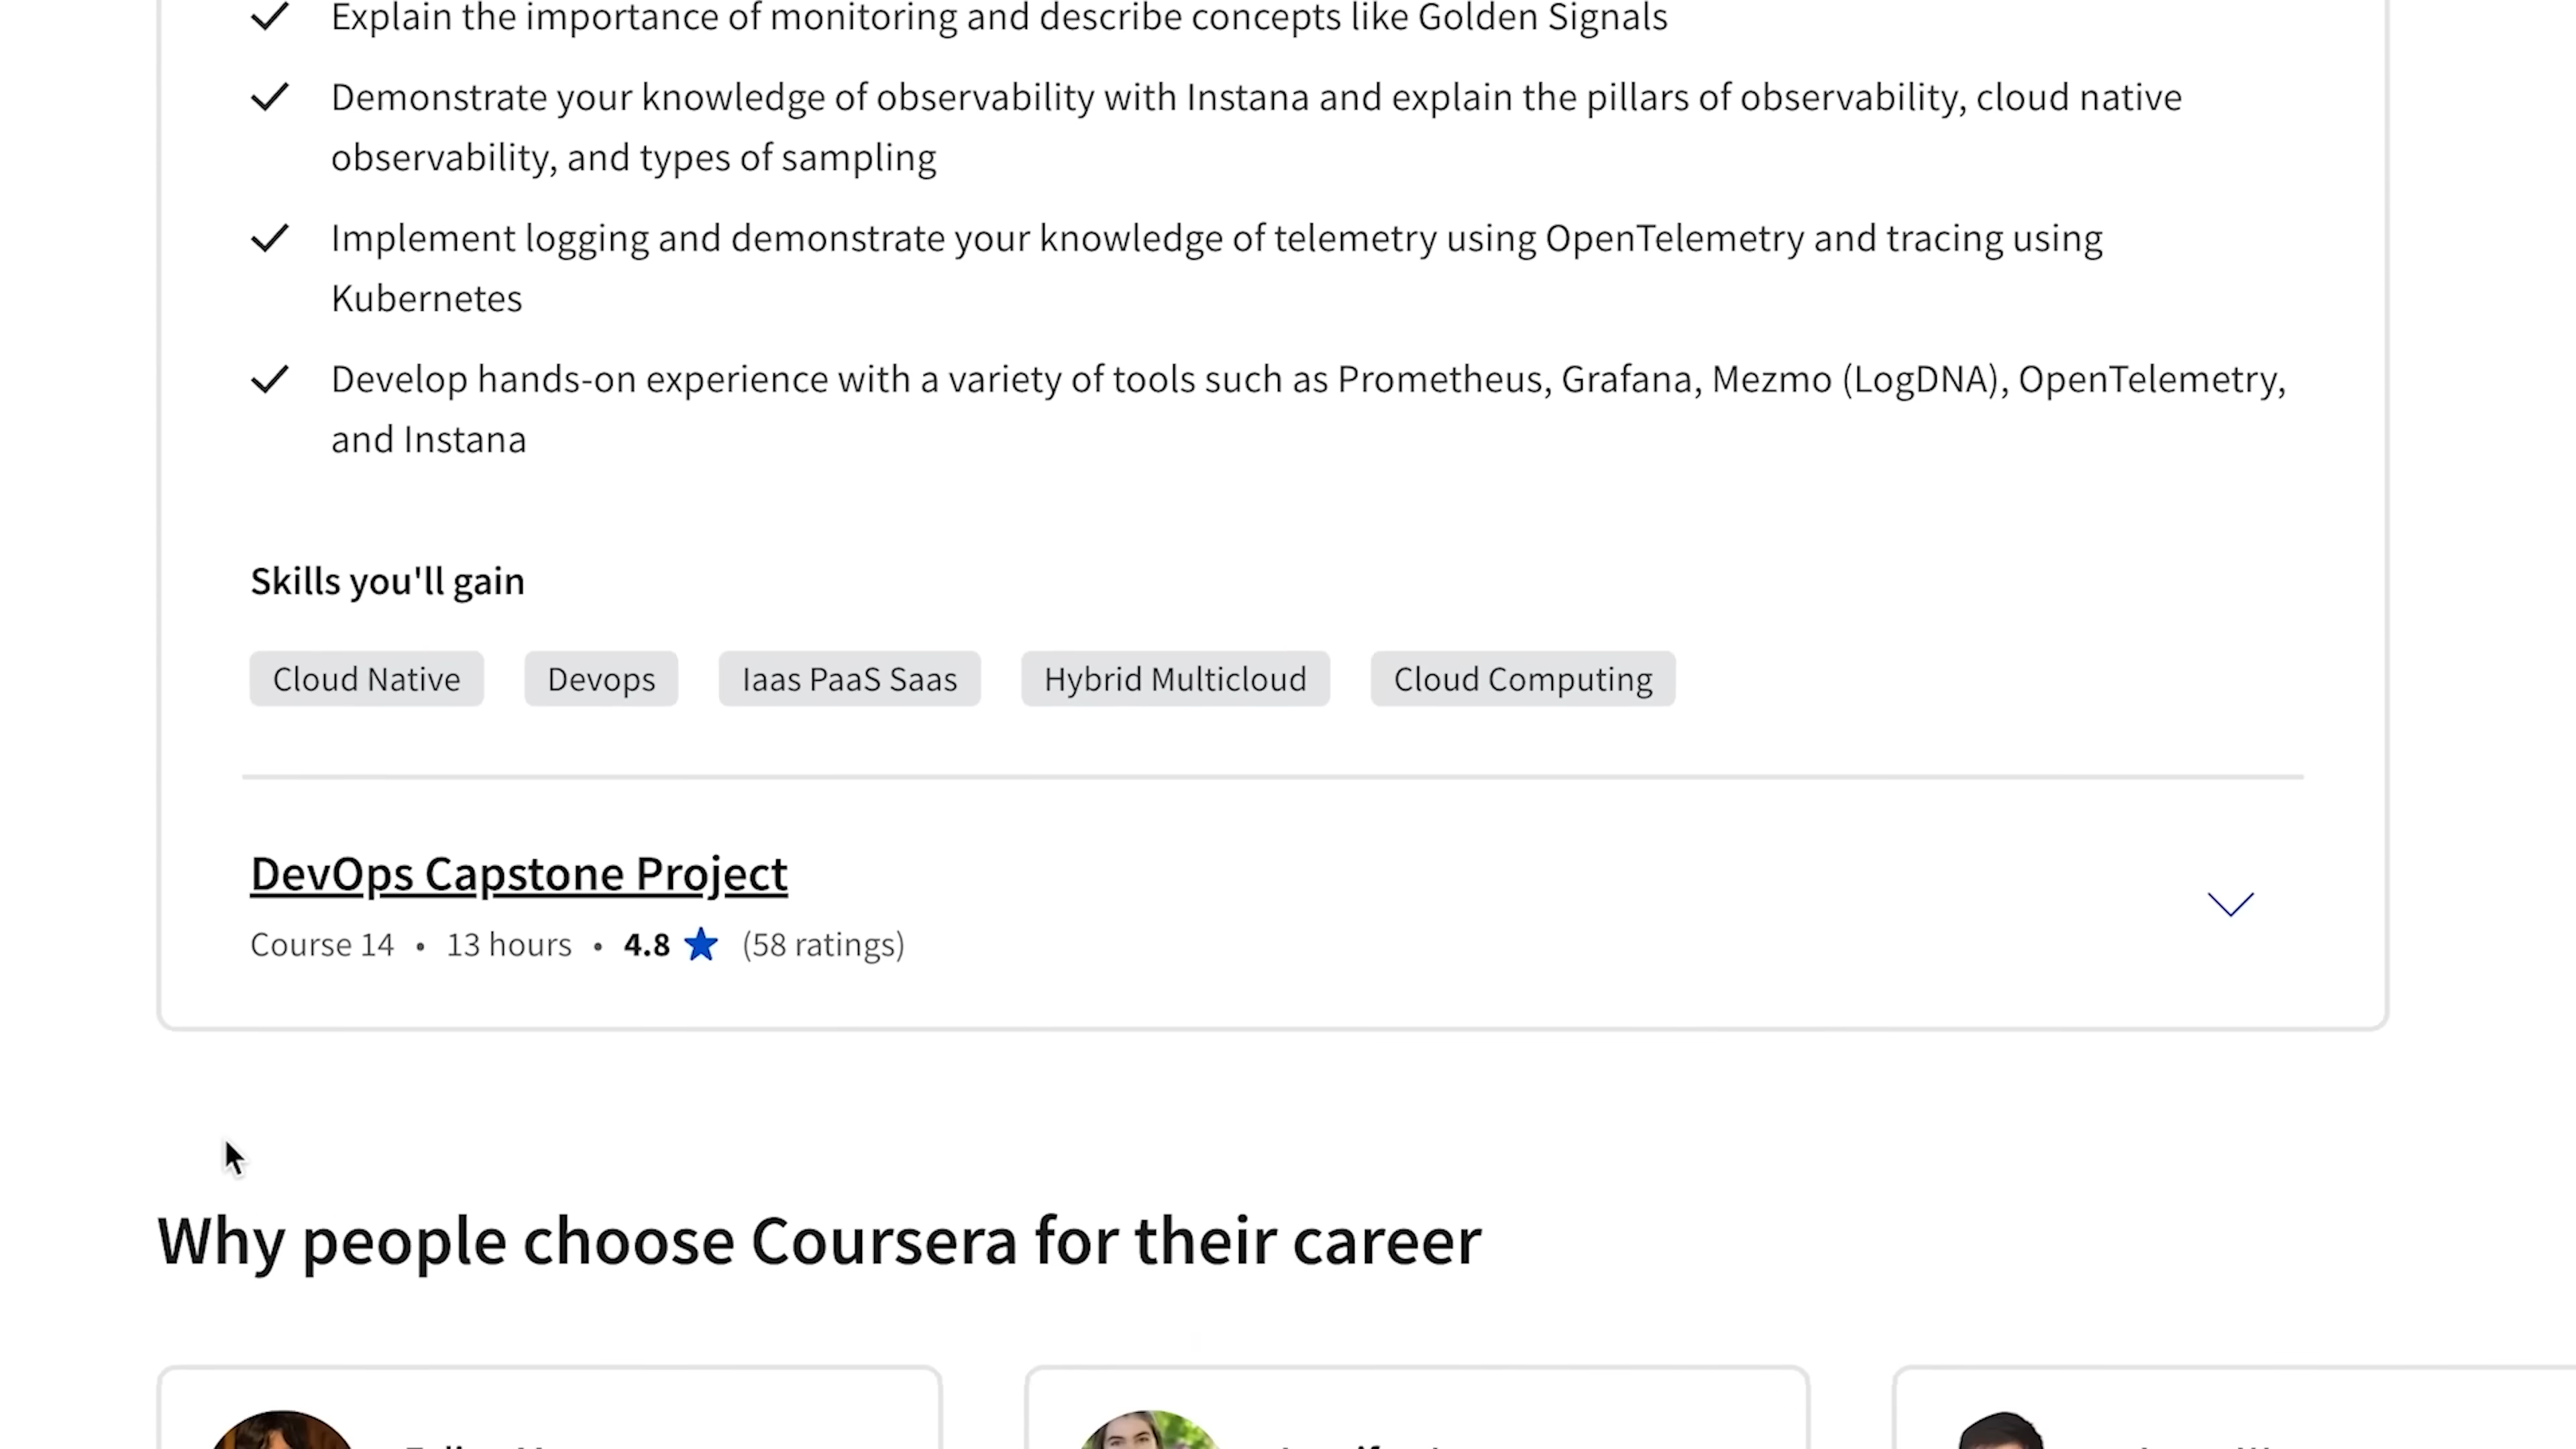 Explain the importance of monitoring and describe concepts like Golden Signals
Demonstrate your knowledge of observability with Instana and explain the pillars of observability, cloud native
observability, and types of sampling
Implement logging and demonstrate your knowledge of telemetry using OpenTelemetry and tracing using
Kubernetes
Develop hands-on experience with a variety of tools such as Prometheus, Grafana, Mezmo (LogDNA), OpenTelemetry,
and Instana
Skills you'll gain
Cloud Native Devops Iaas PaaS Saas Hybrid Multicloud Cloud Computing
DevOps Capstone Project
Course 14 • 13 hours • 4.8 ★ (58 ratings)
Why people choose Coursera for their career